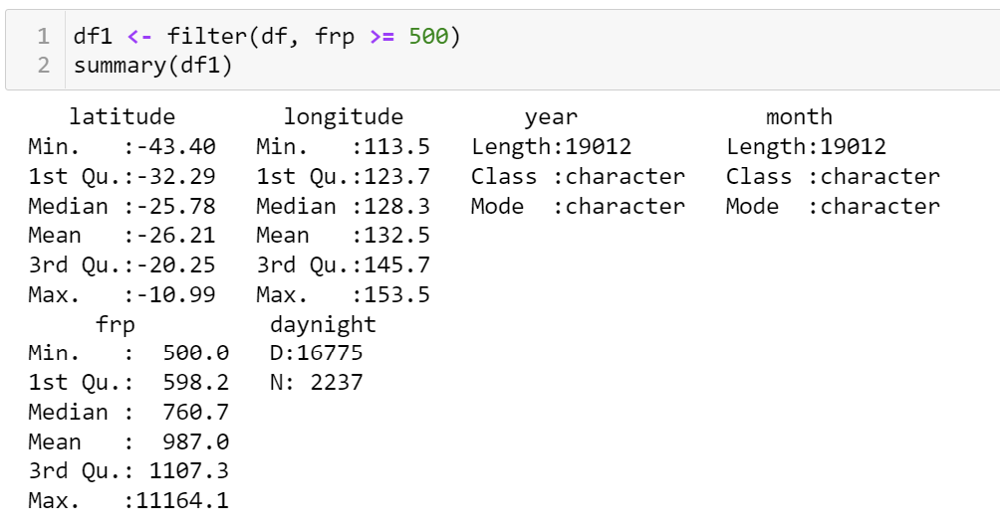 1 df1 <- filter(df, frp >= 500)
2 summary(df1)
    latitude         longitude         year              month
 Min.   :-43.40   Min.   :113.5   Length:19012       Length:19012
 1st Qu.:-32.29   1st Qu.:123.7   Class :character   Class :character
 Median :-25.78   Median :128.3   Mode  :character   Mode  :character
 Mean   :-26.21   Mean   :132.5
 3rd Qu.:-20.25   3rd Qu.:145.7
 Max.   :-10.99   Max.   :153.5
      frp          daynight
 Min.   :  500.0   D:16775
 1st Qu.:  598.2   N: 2237
 Median :  760.7
 Mean   :  987.0
 3rd Qu.: 1107.3
 Max.   :11164.1